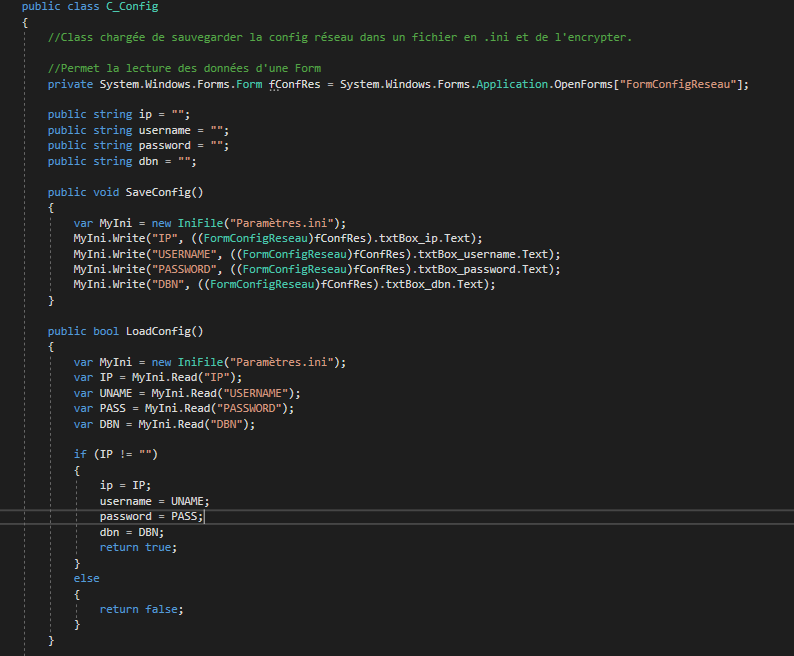 public class C_Config
{
//Class chargée de sauvegarder la config réseau dans un fichier en .ini et de l'encrypter.
//Permet la lecture des données d'une Form
private System.Windows.Forms.Form fConfRes = System.Windows.Forms.Application.OpenForms["FormConfigReseau"];
public string ip = "";
public string username = "";
public string password = "";
public string dbn = "";
public void SaveConfig()
{
var MyIni = new IniFile("Paramètres.ini");
MyIni.Write("IP", ((FormConfigReseau)fConfRes).txtBox_ip.Text);
MyIni.Write("USERNAME", ((FormConfigReseau)fConfRes).txtBox_username.Text);
MyIni.Write("PASSWORD", ((FormConfigReseau)fConfRes).txtBox_password.Text);
MyIni.Write("DBN", ((FormConfigReseau)fConfRes).txtBox_dbn.Text);
}
public bool LoadConfig()
{
var MyIni = new IniFile("Paramètres.ini");
var IP = MyIni.Read("IP");
var UNAME = MyIni.Read("USERNAME");
var PASS = MyIni.Read("PASSWORD");
var DBN = MyIni.Read("DBN");
if (IP != "")
{
ip = IP;
username = UNAME;
password = PASS;
dbn = DBN;
return true;
}
else
{
return false;
}
}